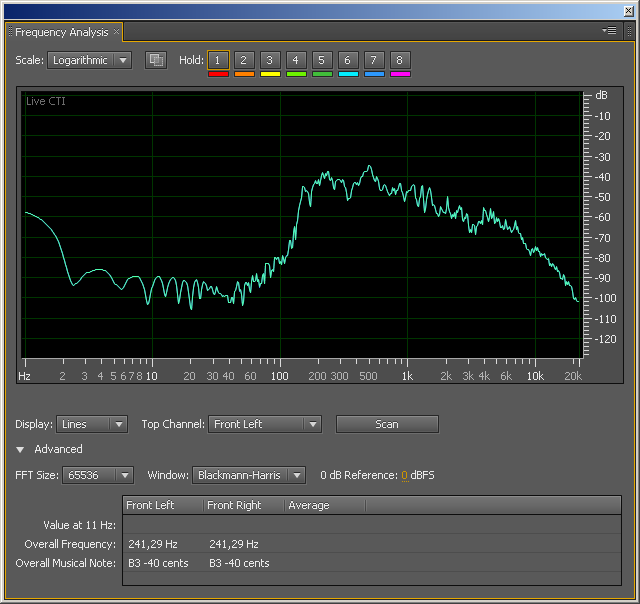 Frequency Analysis ×
Scale: Logarithmic Hold: 1 2 3 4 5 6 7 8
Live CTI
dB
-10
-20
-30
-40
-50
-60
-70
-80
-90
-100
-110
-120
Hz 2 3 4 5 6 7 8 10 20 30 40 60 100 200 300 500 1k 2k 3k 4k 6k 10k 20k
Display: Lines Top Channel: Front Left Scan
Advanced
FFT Size: 65536 Window: Blackmann-Harris 0 dB Reference: 0 dBFS
Front Left Front Right Average
Value at 11 Hz:
Overall Frequency: 241,29 Hz 241,29 Hz
Overall Musical Note: B3 -40 cents B3 -40 cents